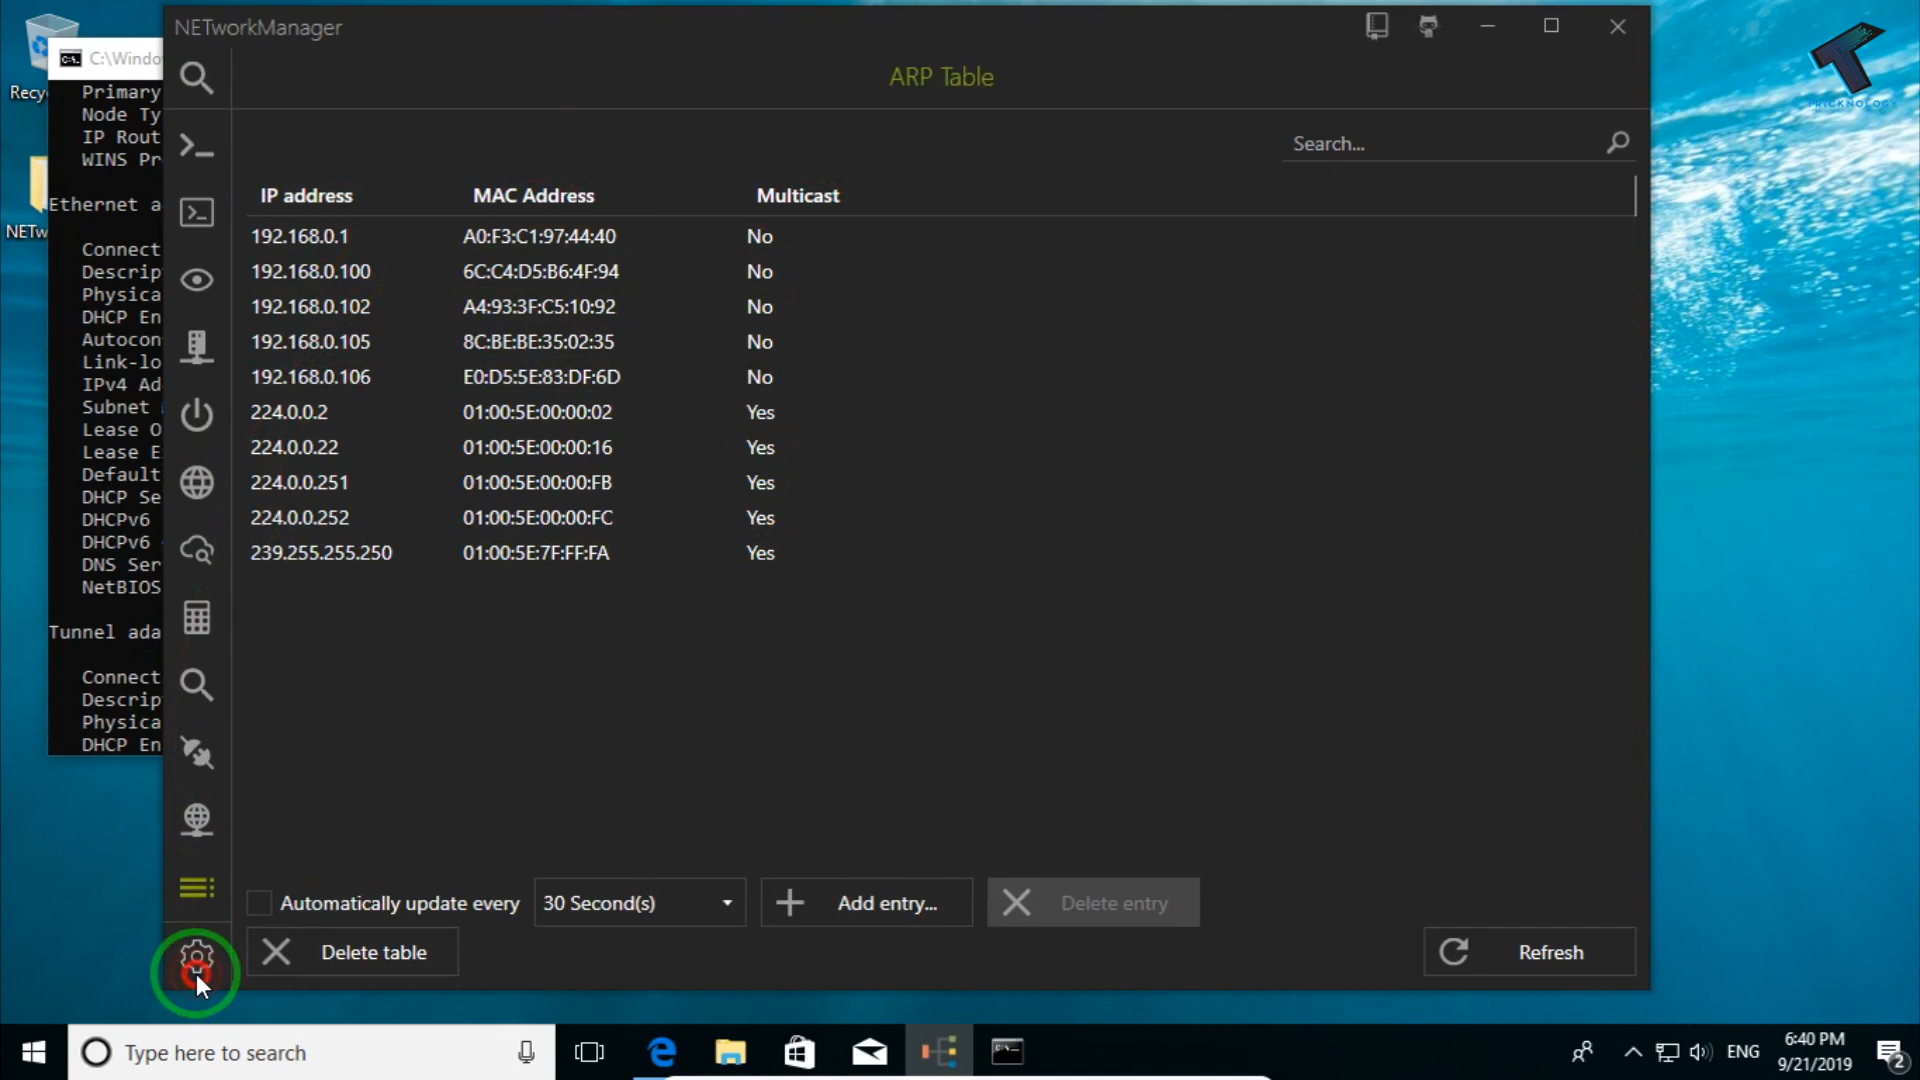 NETworkManager
ARP Table
Search...
IP address MAC Address Multicast
192.168.0.1 A0:F3:C1:97:44:40 No
192.168.0.100 6C:C4:D5:B6:4F:94 No
192.168.0.102 A4:93:3F:C5:10:92 No
192.168.0.105 8C:BE:BE:35:02:35 No
192.168.0.106 E0:D5:5E:83:DF:6D No
224.0.0.2 01:00:5E:00:00:02 Yes
224.0.0.22 01:00:5E:00:00:16 Yes
224.0.0.251 01:00:5E:00:00:FB Yes
224.0.0.252 01:00:5E:00:00:FC Yes
239.255.255.250 01:00:5E:7F:FF:FA Yes
Automatically update every 30 Second(s) Add entry... Delete entry
Delete table Refresh
Recy
NETw
C:\Windo
Primary
Node Ty
IP Rout
WINS Pr
Ethernet a
Connect
Descrip
Physica
DHCP En
Autocon
Link-lo
IPv4 Ad
Subnet
Lease O
Lease E
Default
DHCP Se
DHCPv6
DHCPv6
DNS Ser
NetBIOS
Tunnel ada
Connect
Descrip
Physica
DHCP En
TRICKNOLOGY
Type here to search
ENG
6:40 PM
9/21/2019
2